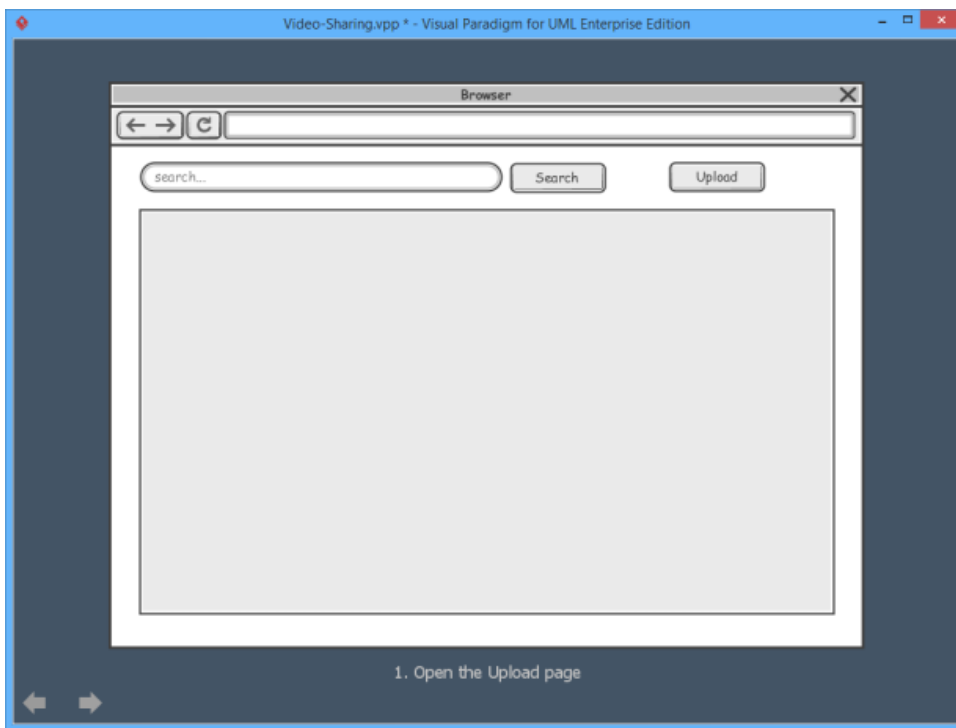 Video-Sharing.vpp * - Visual Paradigm for UML Enterprise Edition
Browser
search...
Search
Upload
1. Open the Upload page